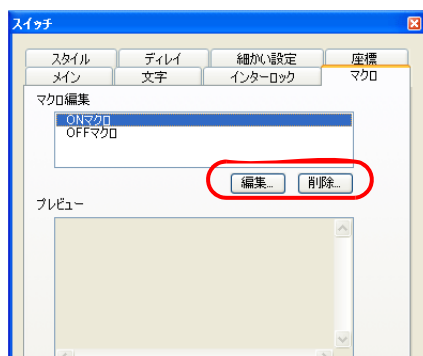 スイッチ
スタイル ディレイ 細かい設定 座標
メイン 文字 インターロック マクロ
マクロ編集
ONマクロ
OFFマクロ
編集... 削除...
プレビュー